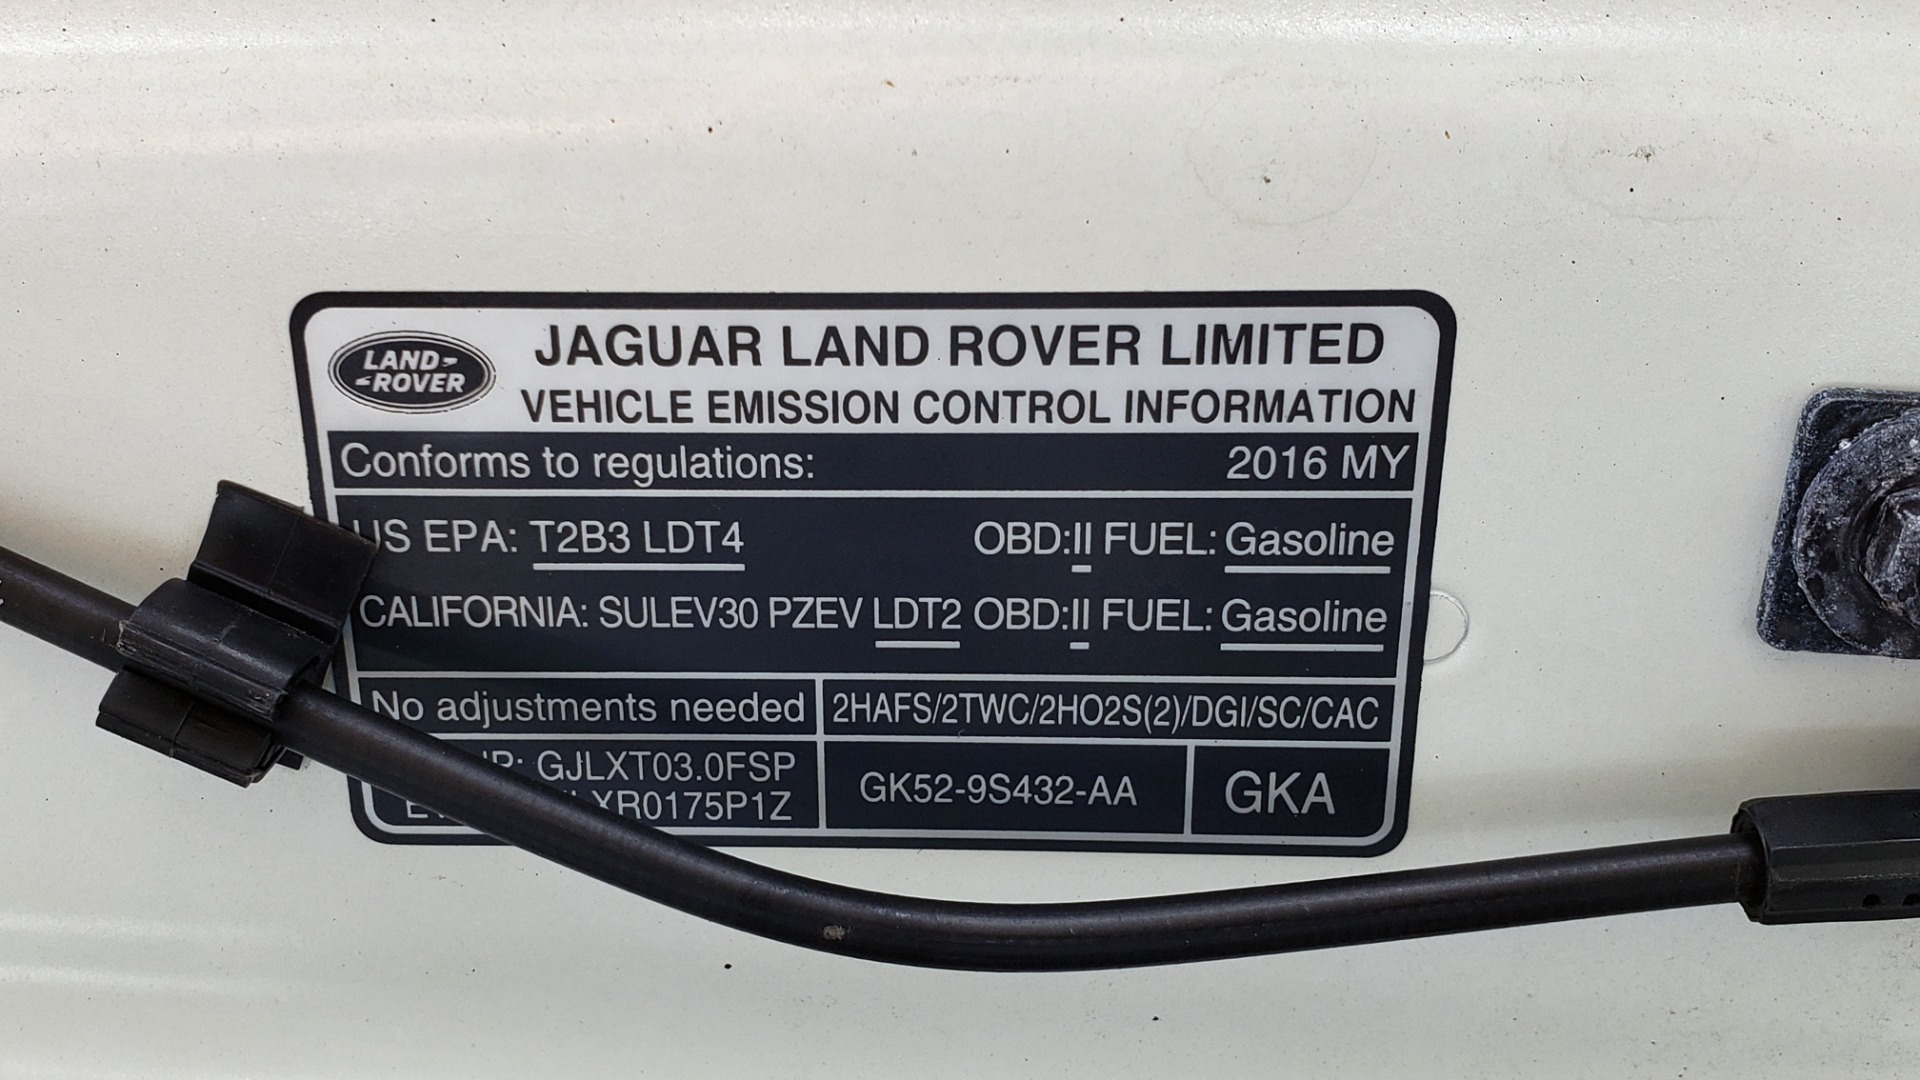 LAND
ROVER
JAGUAR LAND ROVER LIMITED
VEHICLE EMISSION CONTROL INFORMATION
Conforms to regulations: 2016 MY
US EPA: T2B3 LDT4 OBD:II FUEL: Gasoline
CALIFORNIA: SULEV30 PZEV LDT2 OBD:II FUEL: Gasoline
No adjustments needed 2HAFS/2TWC/2HO2S(2)/DGI/SC/CAC
GJLXT03.0FSP
GK52-9S432-AA GKA